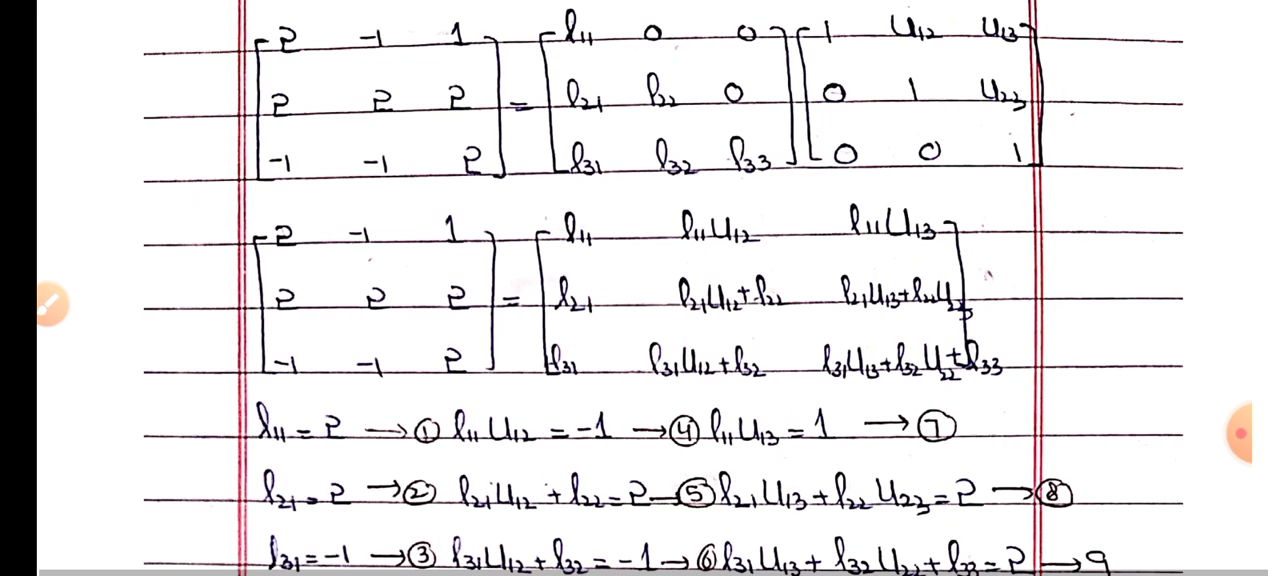 [2 -1 1] = [l₁₁ 0 0] [1 U₁₂ U₁₃]
[2 2 2] = [l₂₁ l₂₂ 0] [0 1 U₂₃]
[-1 -1 2] [l₃₁ l₃₂ l₃₃] [0 0 1]
[2 -1 1] = [l₁₁ l₁₁U₁₂ l₁₁U₁₃]
[2 2 2] = [l₂₁ l₂₁U₁₂+l₂₂ l₂₁U₁₃+l₂₂U₂₃]
[-1 -1 2] [l₃₁ l₃₁U₁₂+l₃₂ l₃₁U₁₃+l₃₂U₂₂+l₃₃]
l₁₁ = 2 → ① l₁₁U₁₂ = -1 → ④ l₁₁U₁₃ = 1 → ⑦
l₂₁ = 2 → ② l₂₁U₁₂ + l₂₂ = 2 → ⑤ l₂₁U₁₃ + l₂₂U₂₃ = 2 → ⑧
l₃₁ = -1 → ③ l₃₁U₁₂ + l₃₂ = -1 → ⑥ l₃₁U₁₃ + l₃₂U₂₂ + l₃₃ = 2 → 9